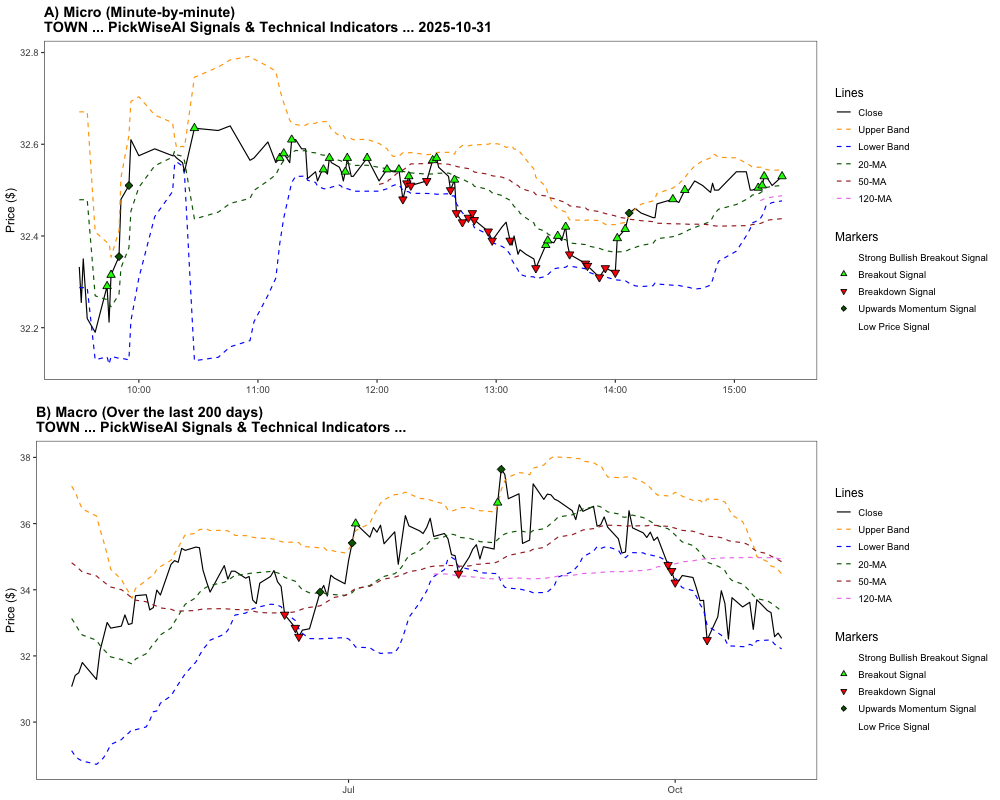 A) Micro (Minute-by-minute)
TOWN ... PickWiseAI Signals & Technical Indicators ... 2025-10-31
Price ($)
32.8
32.6
32.4
32.2
10:00 11:00 12:00 13:00 14:00 15:00
Lines
Close
Upper Band
Lower Band
20-MA
50-MA
120-MA
Markers
Strong Bullish Breakout Signal
Breakout Signal
Breakdown Signal
Upwards Momentum Signal
Low Price Signal
B) Macro (Over the last 200 days)
TOWN ... PickWiseAI Signals & Technical Indicators ...
Price ($)
38
36
34
32
30
Jul Oct
Lines
Close
Upper Band
Lower Band
20-MA
50-MA
120-MA
Markers
Strong Bullish Breakout Signal
Breakout Signal
Breakdown Signal
Upwards Momentum Signal
Low Price Signal